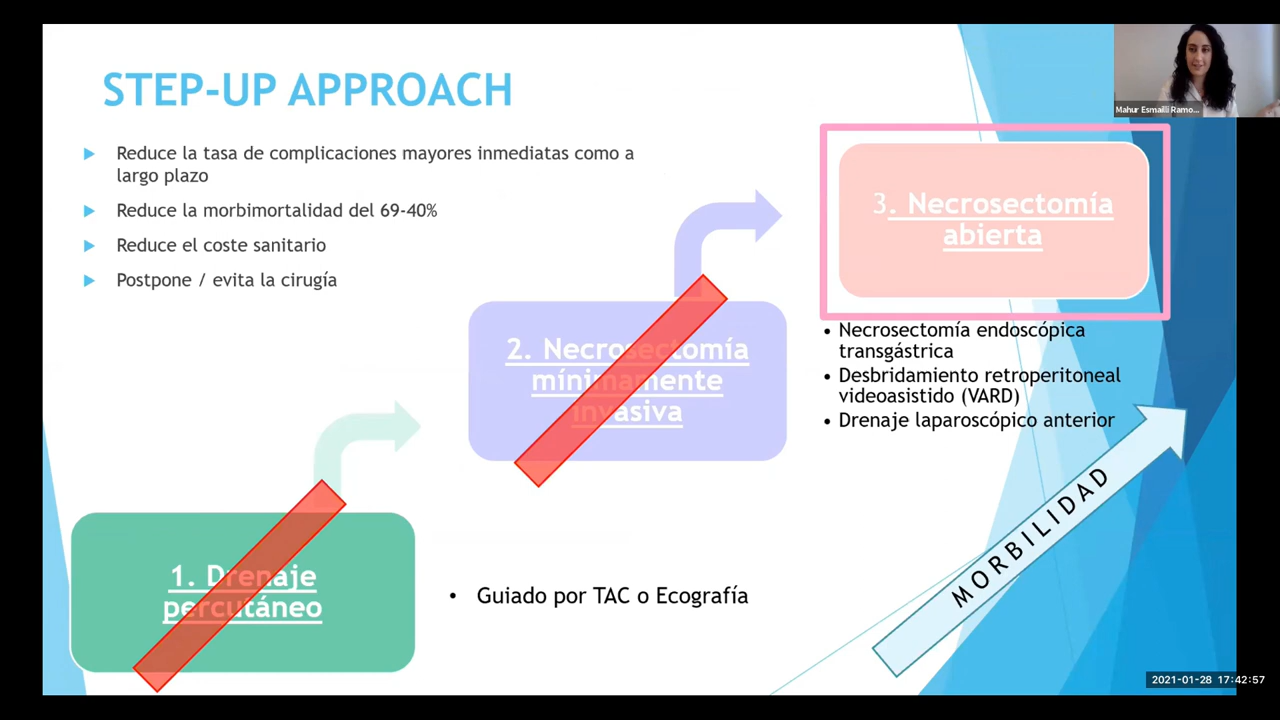 STEP-UP APPROACH
Reduce la tasa de complicaciones mayores inmediatas como a
largo plazo
Reduce la morbimortalidad del 69-40%
Reduce el coste sanitario
Postpone / evita la cirugía
Mahur Esmailli Ramo...
3. Necrosectomía
abierta
• Necrosectomía endoscópica
transgástrica
• Desbridamiento retroperitoneal
videoasistido (VARD)
• Drenaje laparoscópico anterior
2. Necrosectomía
mínimamente
invasiva
1. Drenaje
percutáneo
• Guiado por TAC o Ecografía
MORBILIDAD
2021-01-28 17:42:57